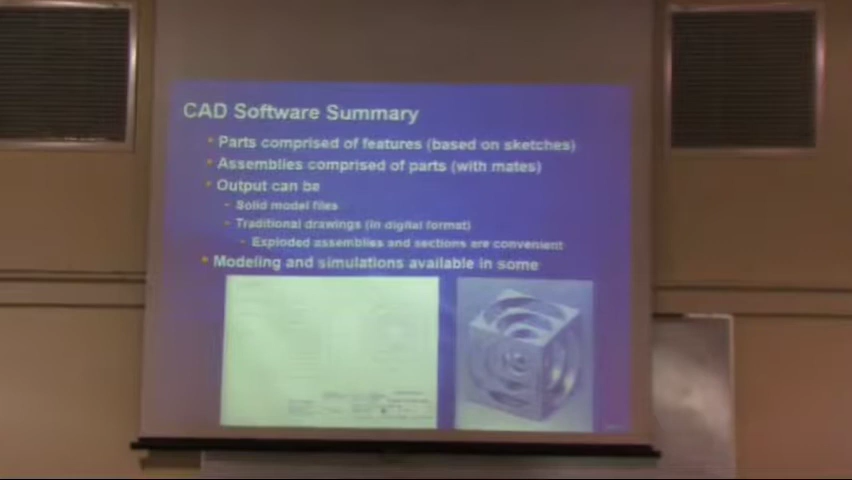 CAD Software Summary
Parts comprised of features (based on sketches)
Assemblies comprised of parts (with mates)
Output can be
Solid model files
Traditional drawings (in digital format)
Exploded assemblies and sections are convenient
Modeling and simulations available in some